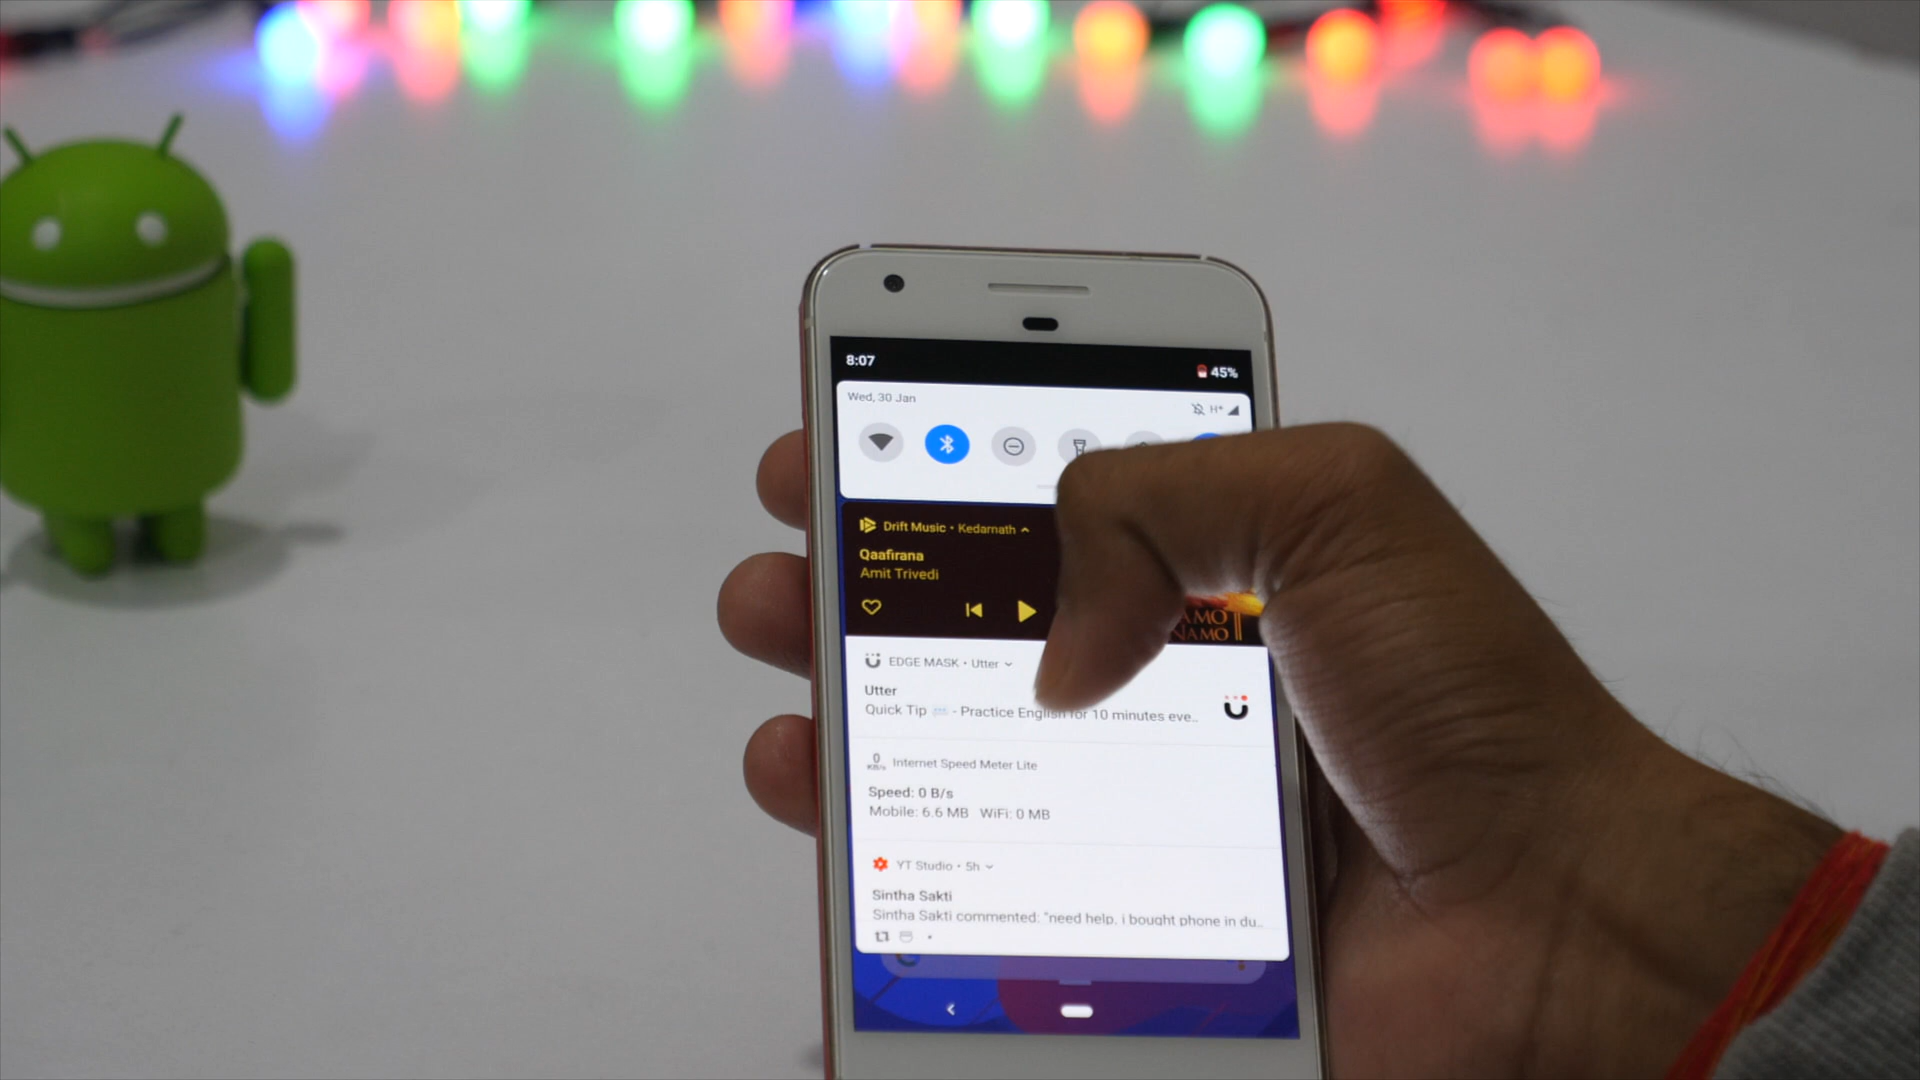 8:07
45%
Wed, 30 Jan
H+
Drift Music • Kedarnath
Qaafirana
Amit Trivedi
AMO
NAMO
EDGE MASK • Utter
Utter
Quick Tip - Practice English for 10 minutes eve..
0
KB/s
Internet Speed Meter Lite
Speed: 0 B/s
Mobile: 6.6 MB WiFi: 0 MB
YT Studio • 5h
Sintha Sakti
Sintha Sakti commented: "need help, i bought phone in du..